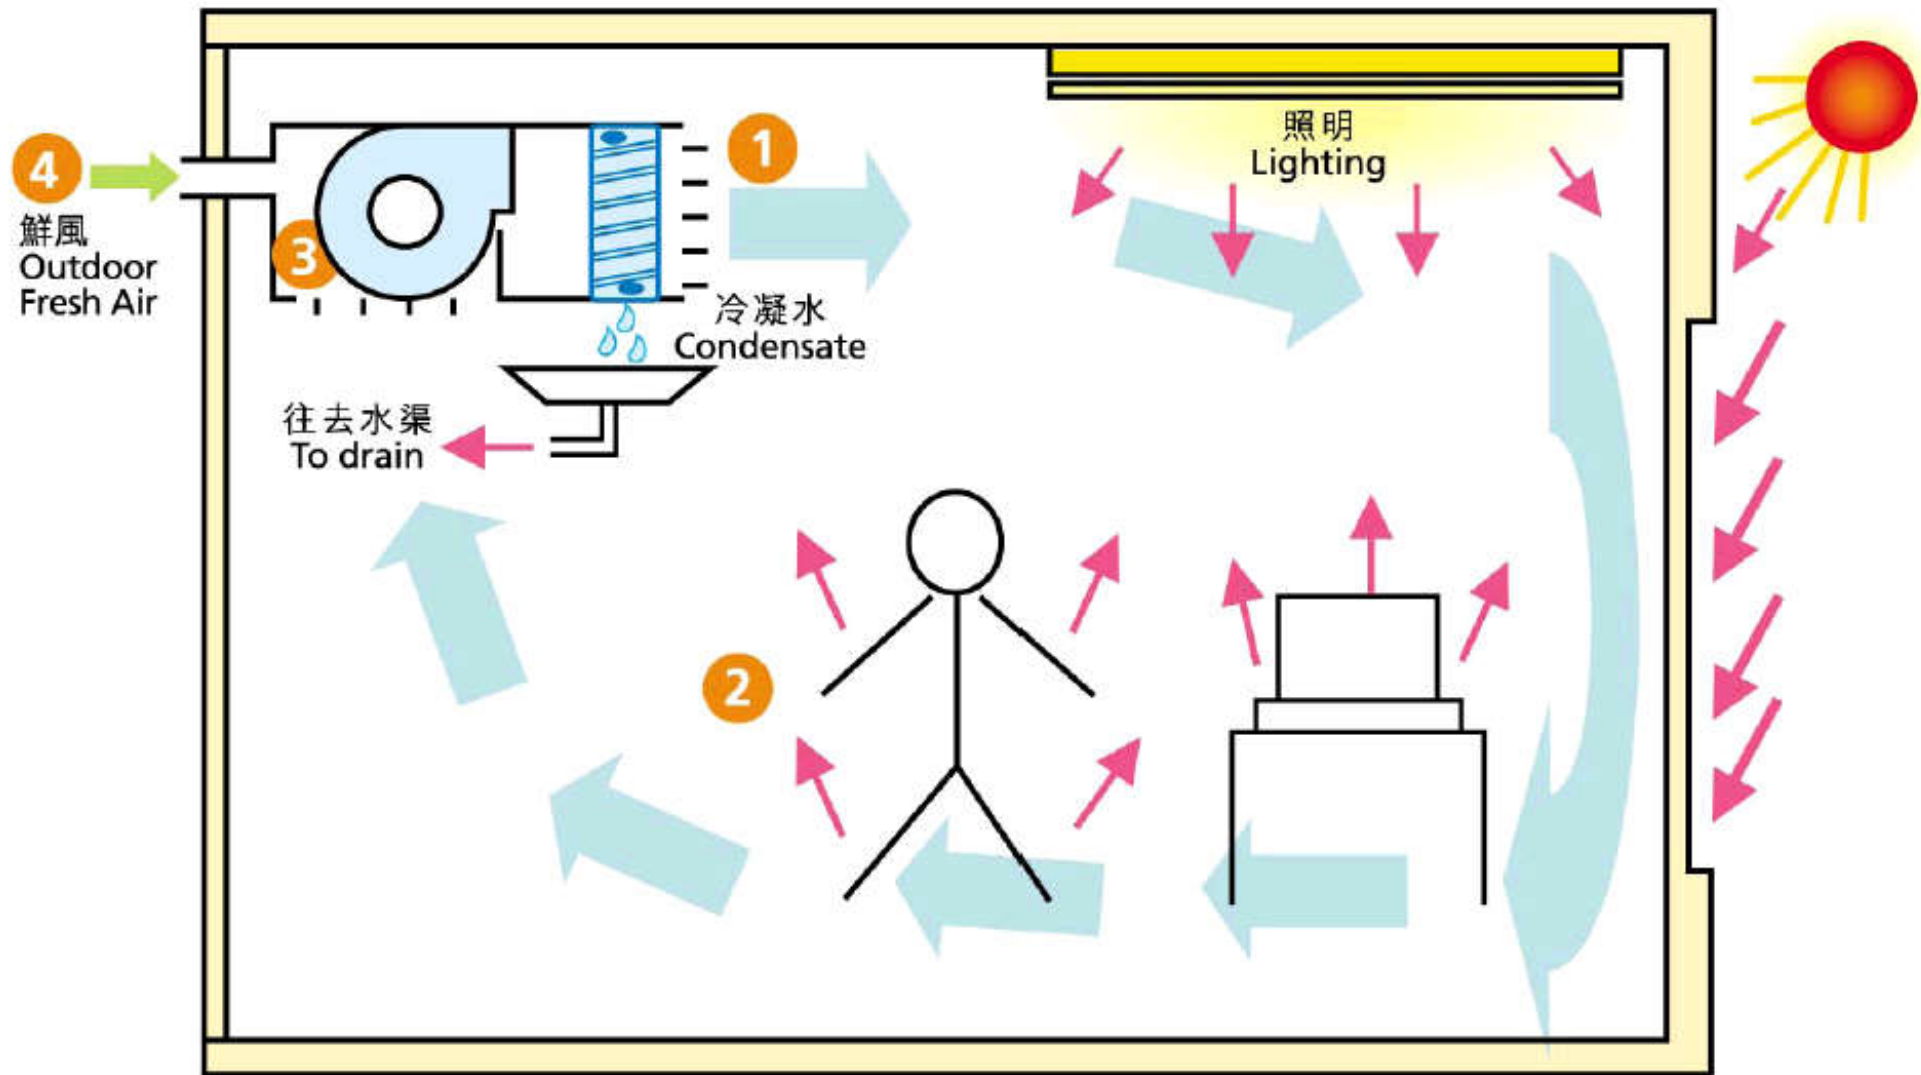 4
鮮風
Outdoor
Fresh Air
3
1
冷凝水
Condensate
往去水渠
To drain
照明
Lighting
2